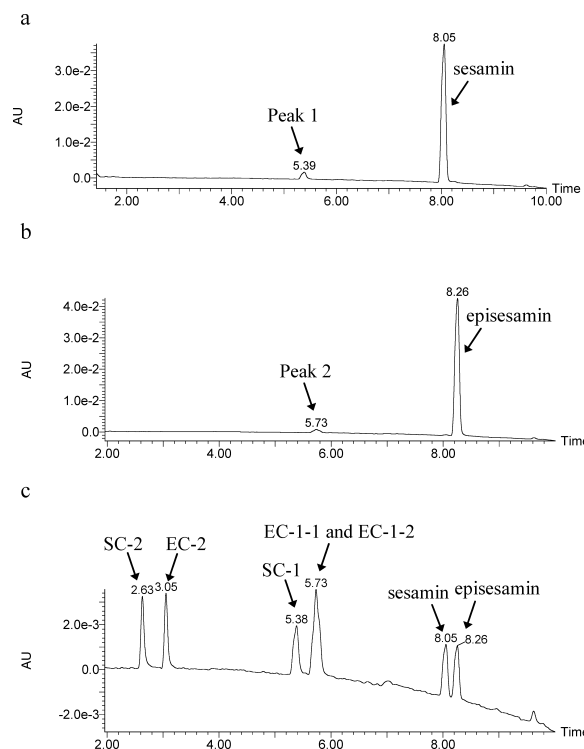 a
8.05
3.0e-2
sesamin
2.0e-2
AU
Peak 1
1.0e-2
5.39
0.0
Time
2.00 4.00 6.00 8.00 10.00
b
8.26
4.0e-2
episesamin
3.0e-2
AU
2.0e-2
Peak 2
1.0e-2
5.73
0.0
Time
2.00 4.00 6.00 8.00
c
EC-1-1 and EC-1-2
SC-2 EC-2
SC-1
2.63 3.05 5.73
sesamin episesamin
2.0e-3
5.38
8.05 8.26
AU
0.0
-2.0e-3
Time
2.00 4.00 6.00 8.00